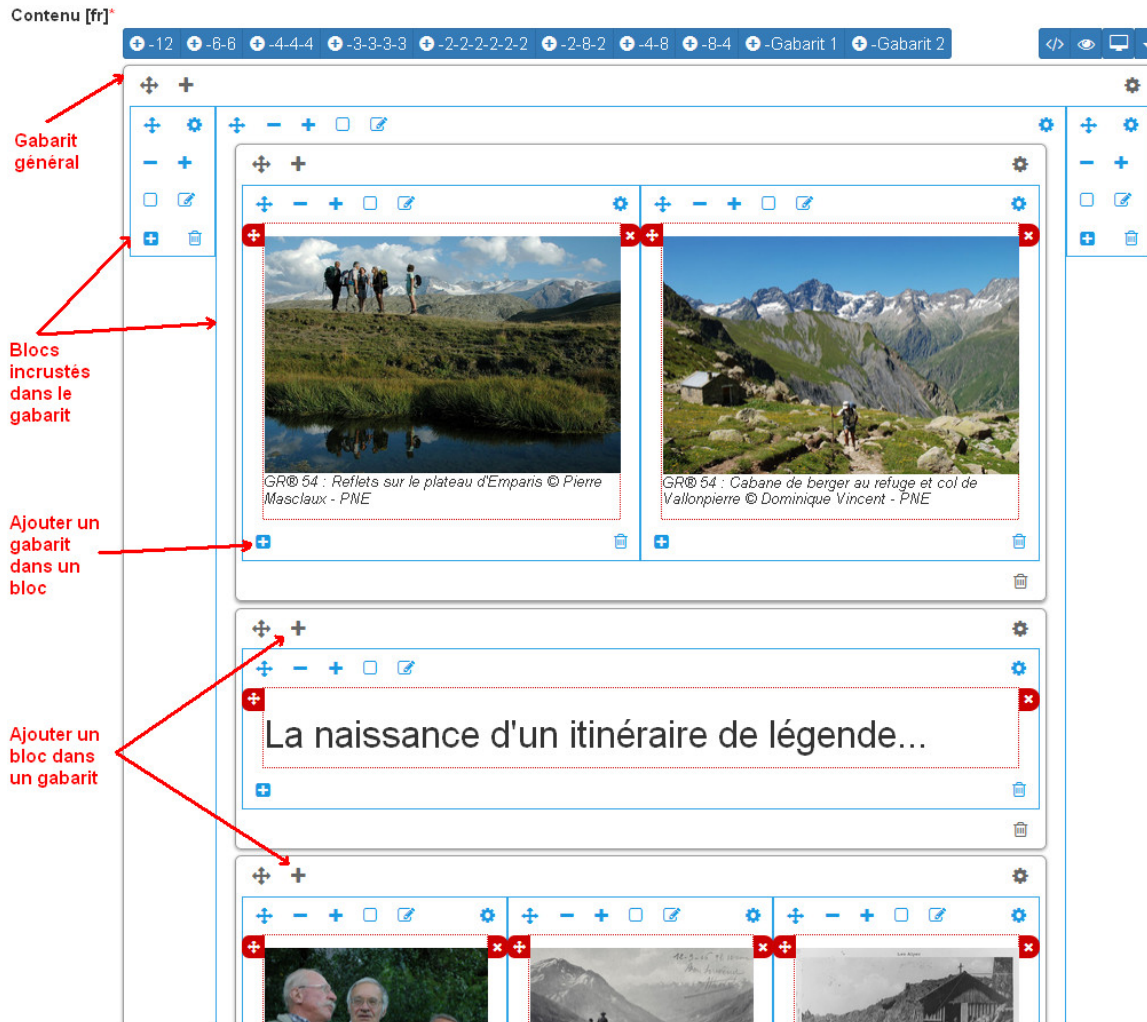 Contenu [fr]*
-12 -6-6 -4-4-4 -3-3-3-3 -2-2-2-2-2-2 -2-8-2 -4-8 -8-4 -Gabarit 1 -Gabarit 2
Gabarit
général
Blocs
incrustés
dans le
gabarit
GR® 54 : Reflets sur le plateau d'Emparis © Pierre
Masclaux - PNE
GR® 54 : Cabane de berger au refuge et col de
Vallonpierre © Dominique Vincent - PNE
Ajouter un
gabarit
dans un
bloc
La naissance d'un itinéraire de légende...
Ajouter un
bloc dans
un gabarit